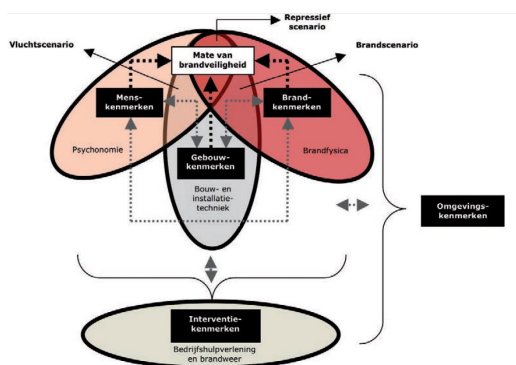 Repressief
scenario
Vluchtscenario
Brandscenario
Mate van
brandveiligheid
Mens-
kenmerken
Brand-
kenmerken
Psychonomie
Brandfysica
Gebouw-
kenmerken
Bouw- en
installatie-
techniek
Omgevings-
kenmerken
Interventie-
kenmerken
Bedrijfshulpverlening
en brandweer